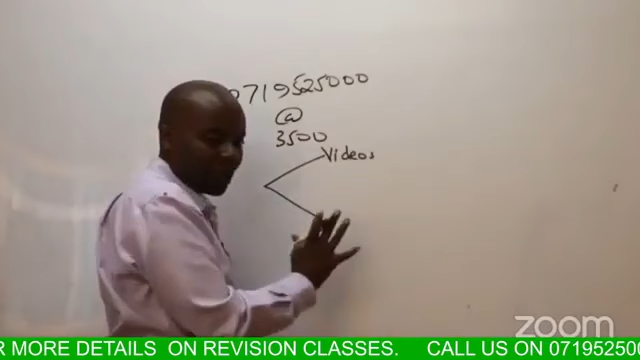 0719525000
@
3500
Videos
zoom
R MORE DETAILS ON REVISION CLASSES. CALL US ON 071952500